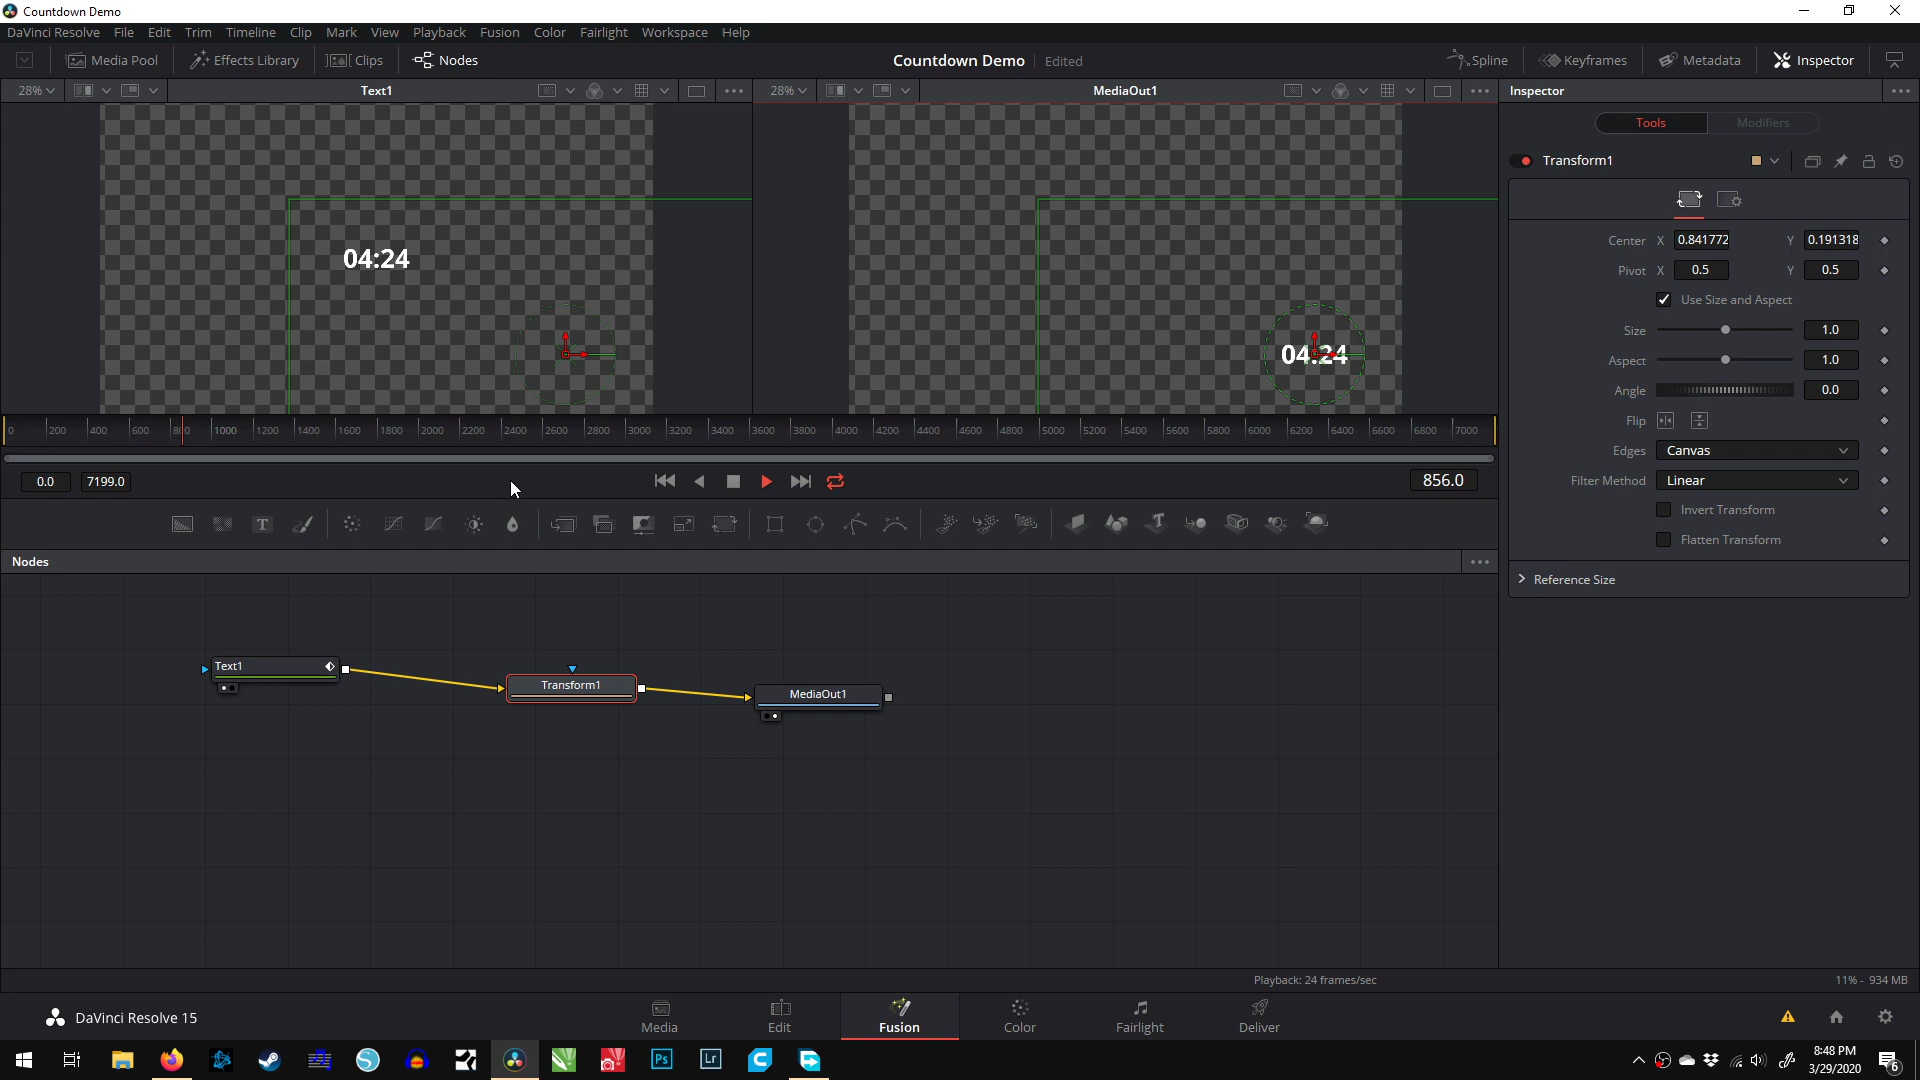 Countdown Demo
DaVinci Resolve File Edit Trim Timeline Clip Mark View Playback Fusion Color Fairlight Workspace Help
Media Pool Effects Library Clips Nodes Countdown Demo Edited Spline Keyframes Metadata Inspector
28% Text1 28% MediaOut1 Inspector
Tools Modifiers
Transform1
Center X 0.841772 Y 0.191318
04:24
Pivot X 0.5 Y 0.5
Use Size and Aspect
Size 1.0
04:24
Aspect 1.0
Angle 0.0
Flip
0 200 400 600 800 1000 1200 1400 1600 1800 2000 2200 2400 2600 2800 3000 3200 3400 3600 3800 4000 4200 4400 4600 4800 5000 5200 5400 5600 5800 6000 6200 6400 6600 6800 7000
Edges Canvas
0.0 7199.0 856.0
Filter Method Linear
Invert Transform
Flatten Transform
Nodes
Reference Size
Text1
Transform1
MediaOut1
Playback: 24 frames/sec 11% - 934 MB
DaVinci Resolve 15
Media Edit Fusion Color Fairlight Deliver
Ps Lr
8:48 PM
3/29/2020
6